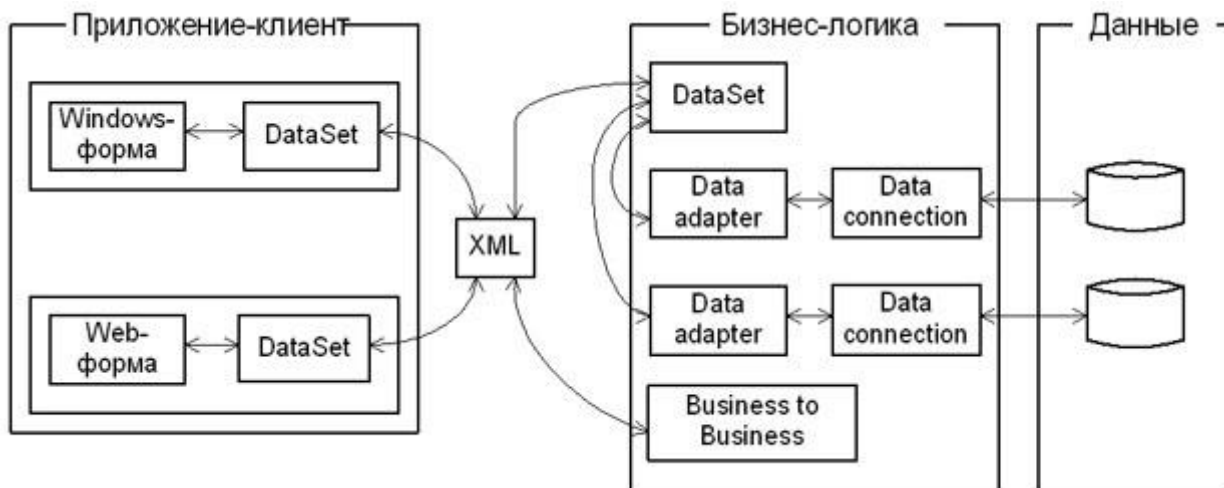 Приложение-клиент
Бизнес-логика
Данные
Windows-
форма
DataSet
Web-
форма
DataSet
XML
DataSet
Data
adapter
Data
connection
Data
adapter
Data
connection
Business to
Business